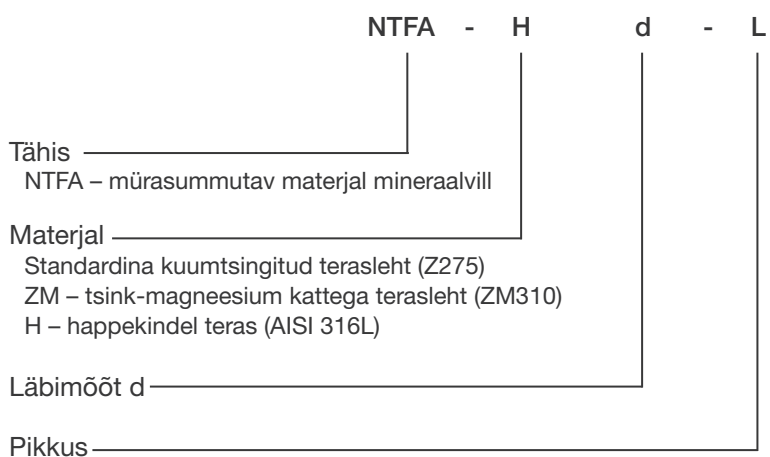 NTFA - H d - L
Tähis
NTFA – mürasummutav materjal mineraalvill
Materjal
Standardina kuumtsingitud terasleht (Z275)
ZM – tsink-magneesium kattega terasleht (ZM310)
H – happekindel teras (AISI 316L)
Läbimõõt d
Pikkus